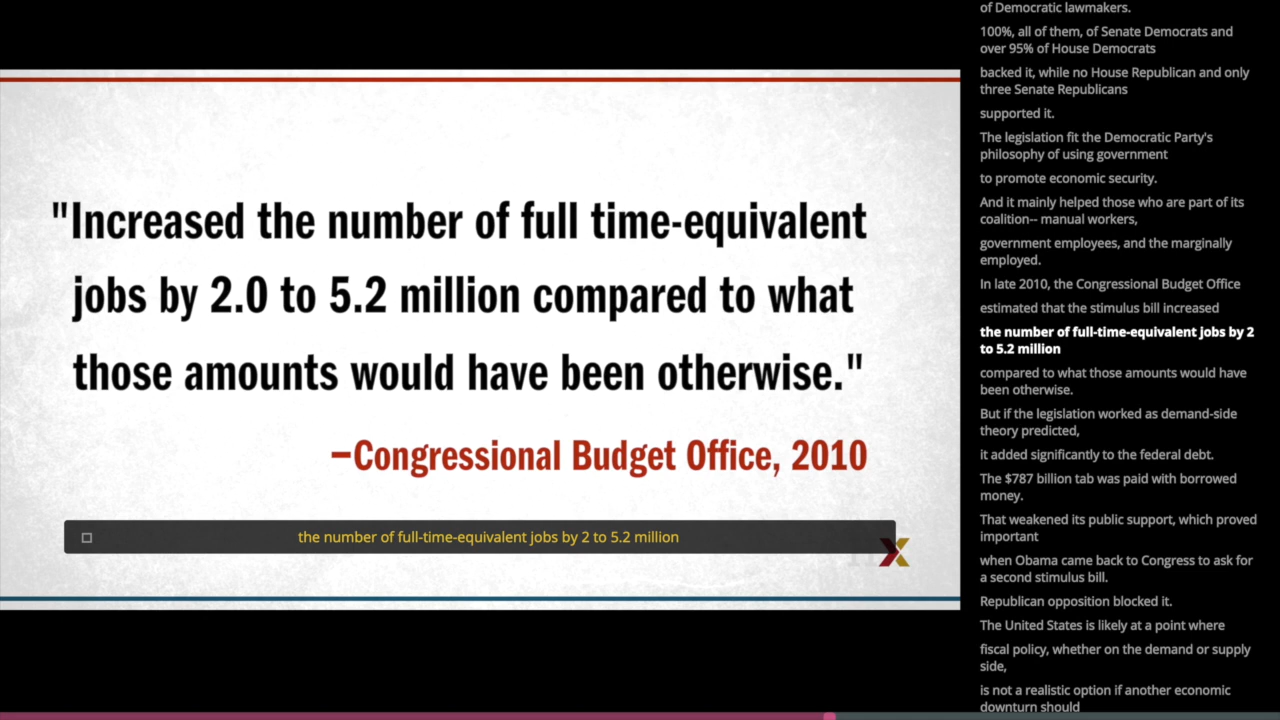 "Increased the number of full time-equivalent
jobs by 2.0 to 5.2 million compared to what
those amounts would have been otherwise."
–Congressional Budget Office, 2010
the number of full-time-equivalent jobs by 2 to 5.2 million
X
of Democratic lawmakers.
100%, all of them, of Senate Democrats and
over 95% of House Democrats
backed it, while no House Republican and only
three Senate Republicans
supported it.
The legislation fit the Democratic Party's
philosophy of using government
to promote economic security.
And it mainly helped those who are part of its
coalition-- manual workers,
government employees, and the marginally
employed.
In late 2010, the Congressional Budget Office
estimated that the stimulus bill increased
the number of full-time-equivalent jobs by 2
to 5.2 million
compared to what those amounts would have
been otherwise.
But if the legislation worked as demand-side
theory predicted,
it added significantly to the federal debt.
The $787 billion tab was paid with borrowed
money.
That weakened its public support, which proved
important
when Obama came back to Congress to ask for
a second stimulus bill.
Republican opposition blocked it.
The United States is likely at a point where
fiscal policy, whether on the demand or supply
side,
is not a realistic option if another economic
downturn should